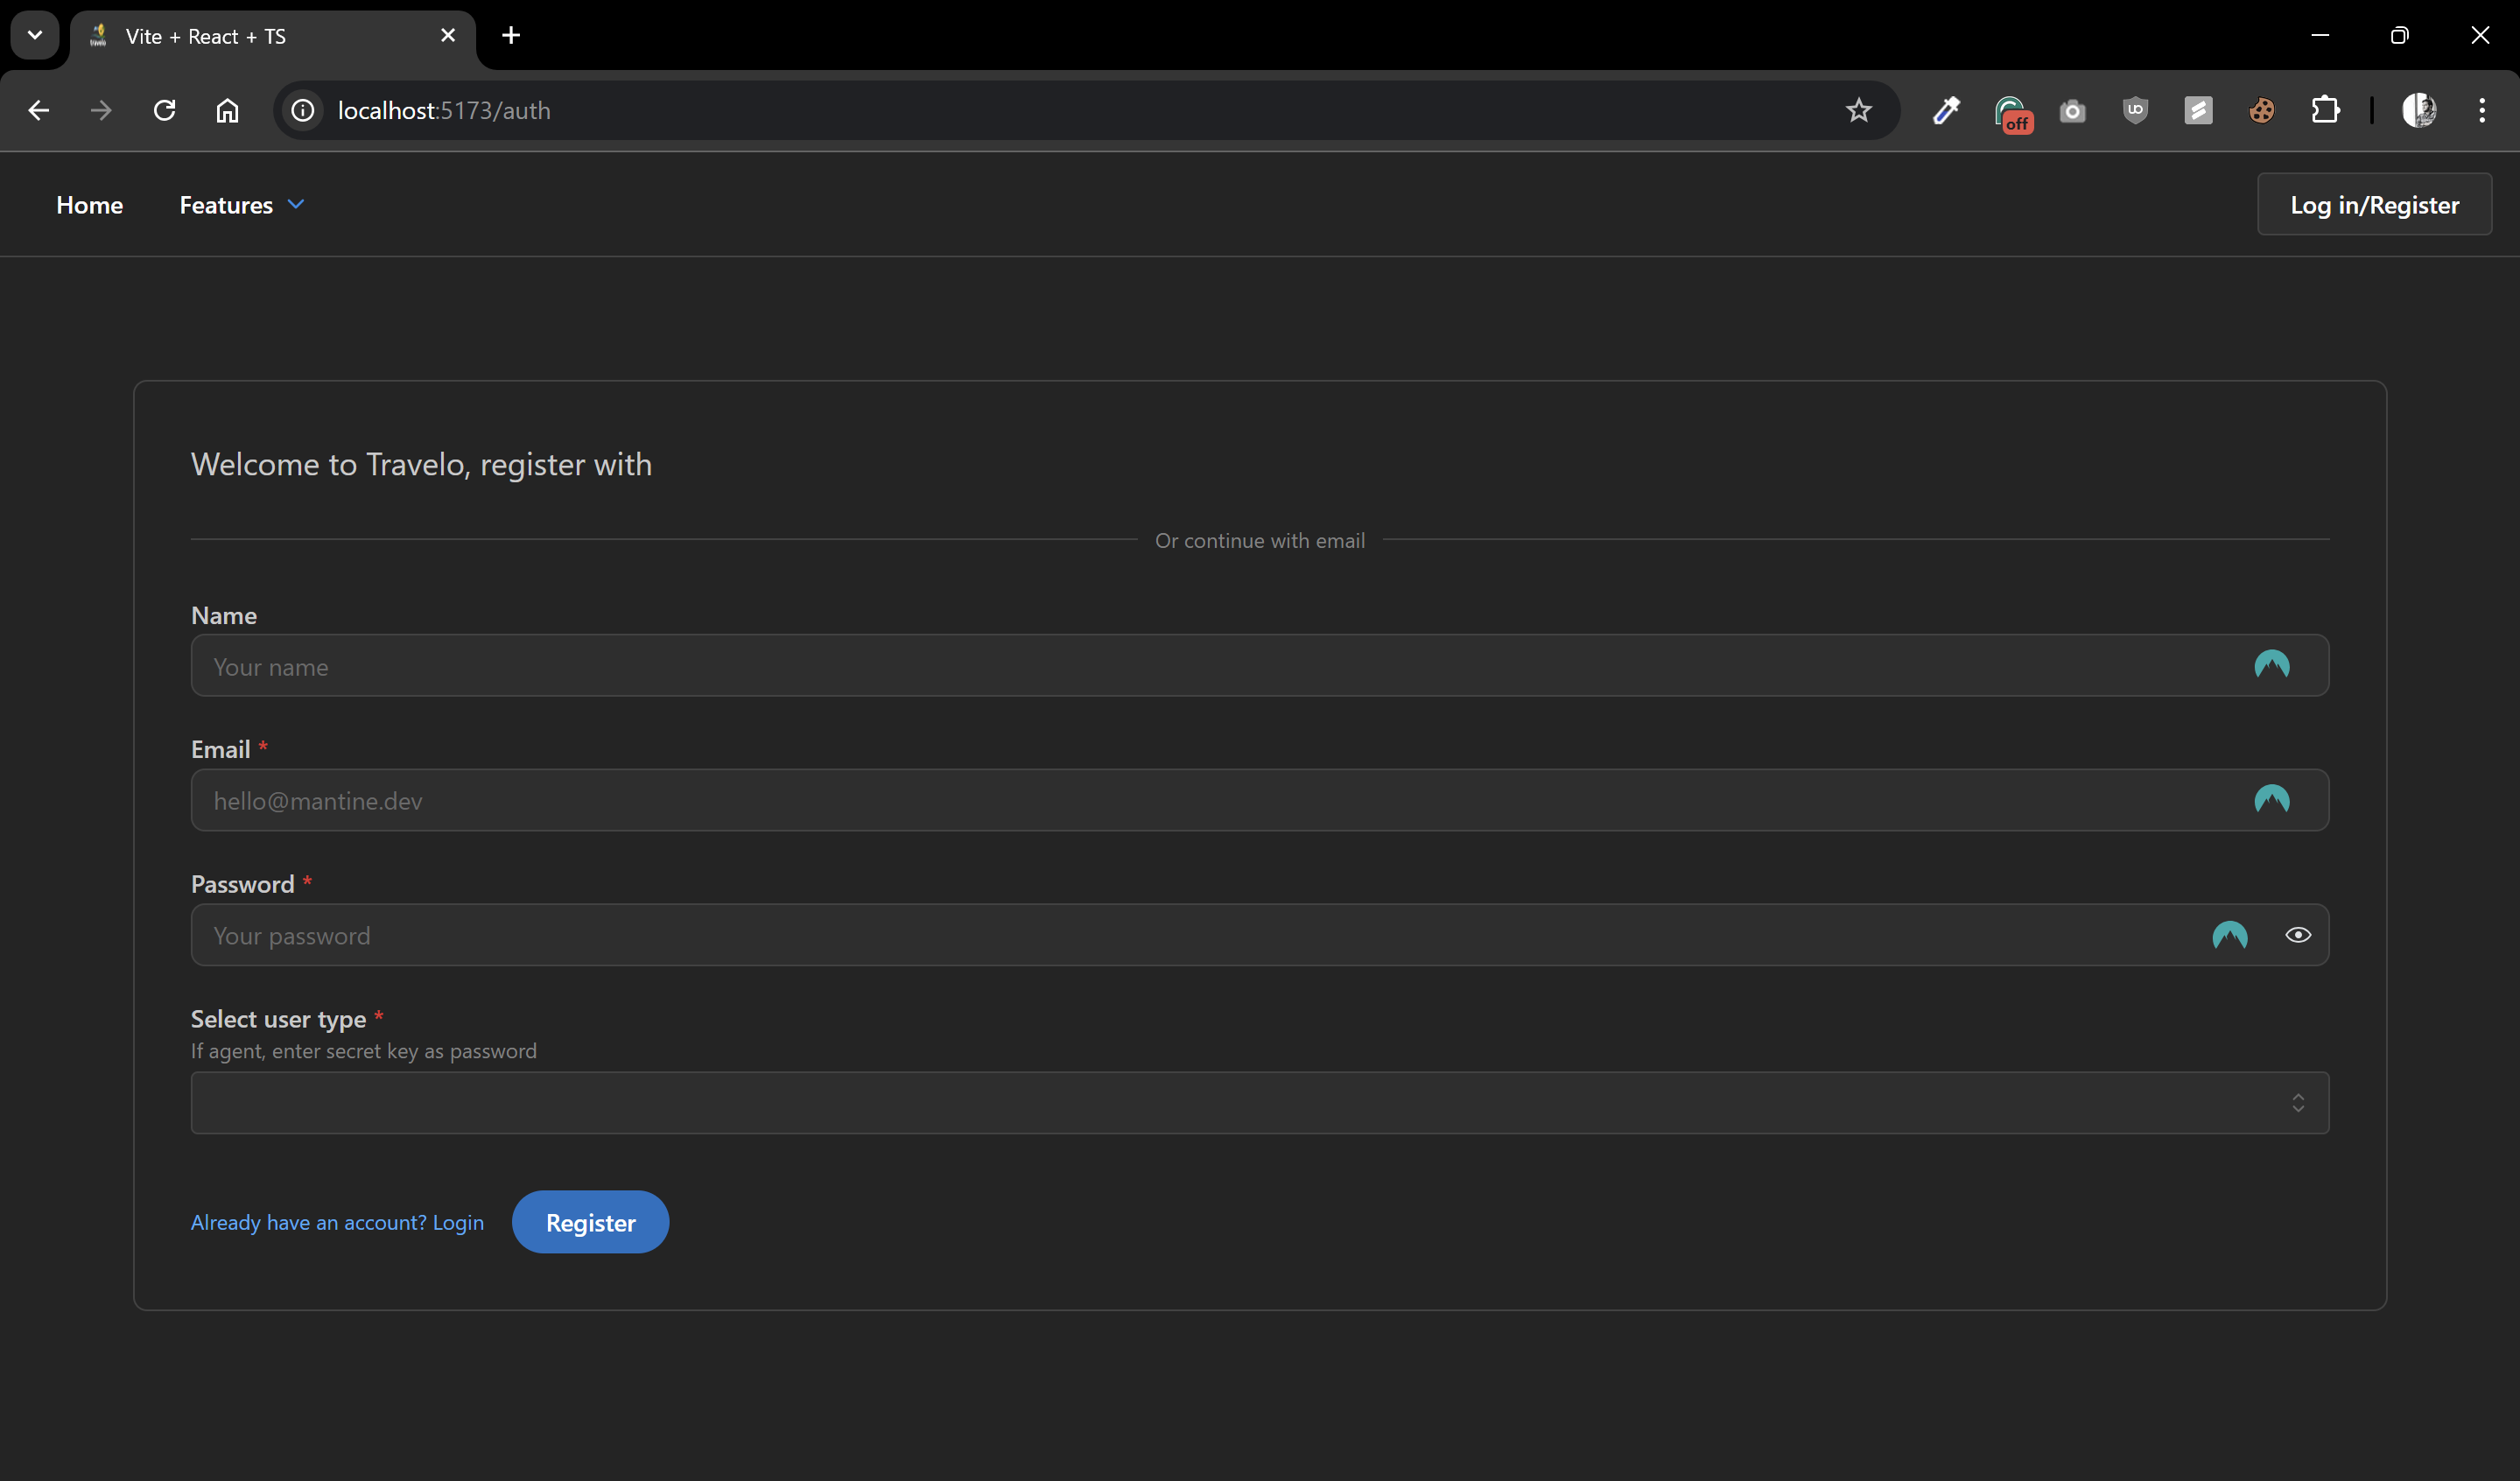 Vite + React + TS
localhost:5173/auth
off
Home
Features
Log in/Register
Welcome to Travelo, register with
Or continue with email
Name
Your name
Email *
hello@mantine.dev
Password *
Your password
Select user type *
If agent, enter secret key as password
Already have an account? Login
Register